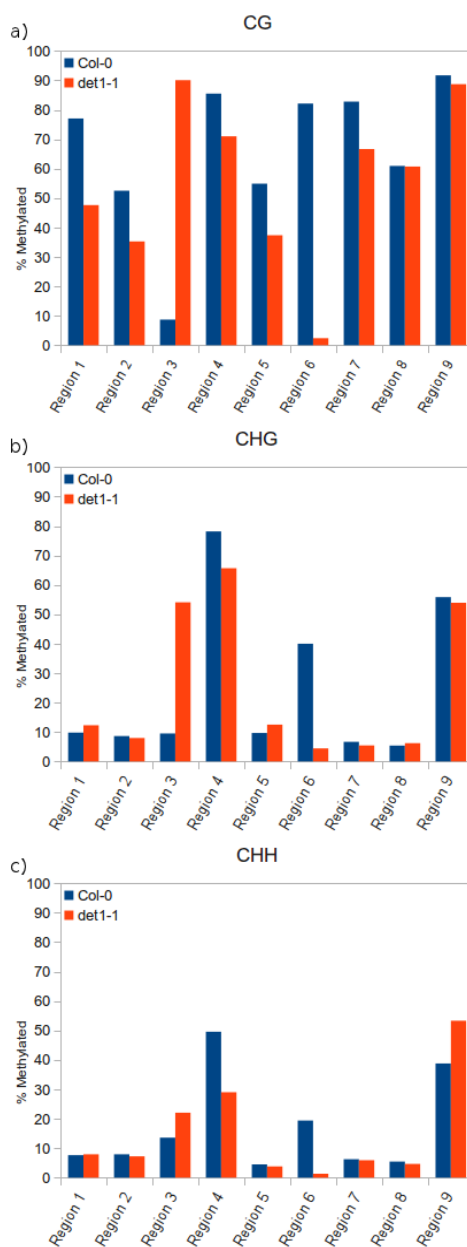 a)
CG
100
90
80
70
60
50
40
30
20
10
0
% Methylated
Col-0
det1-1
Region 1
Region 2
Region 3
Region 4
Region 5
Region 6
Region 7
Region 8
Region 9
b)
CHG
100
90
80
70
60
50
40
30
20
10
0
% Methylated
Col-0
det1-1
Region 1
Region 2
Region 3
Region 4
Region 5
Region 6
Region 7
Region 8
Region 9
c)
CHH
100
90
80
70
60
50
40
30
20
10
0
% Methylated
Col-0
det1-1
Region 1
Region 2
Region 3
Region 4
Region 5
Region 6
Region 7
Region 8
Region 9